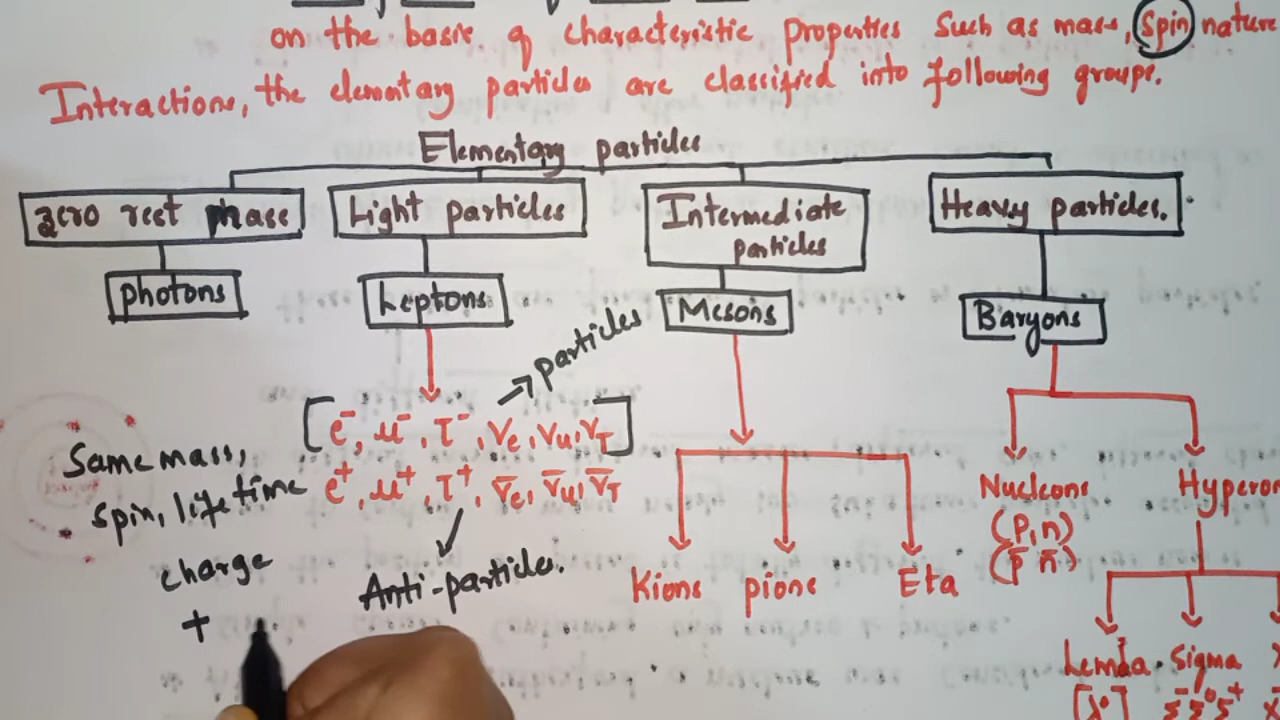 on the basis of characteristic properties such as mass, spin nature
Interactions, the elementary particles are classified into following groups.
Elementary particles
zero rest phase
Light particles
Intermediate particles
Heavy particles.
photons
Leptons
Mesons
Baryons
particles
[e⁻, μ⁻, τ⁻, νe, νμ, ντ]
e⁺, μ⁺, τ⁺, ν̅e, ν̅μ, ν̅τ
Same mass,
spin, life time
charge
+
Anti-particles.
Kions pions Eta
Nucleons
(P, n)
(p̅ n̅)
Hyperon
Lemda Sigma
[λ°] Σ⁻ Σ° Σ⁺